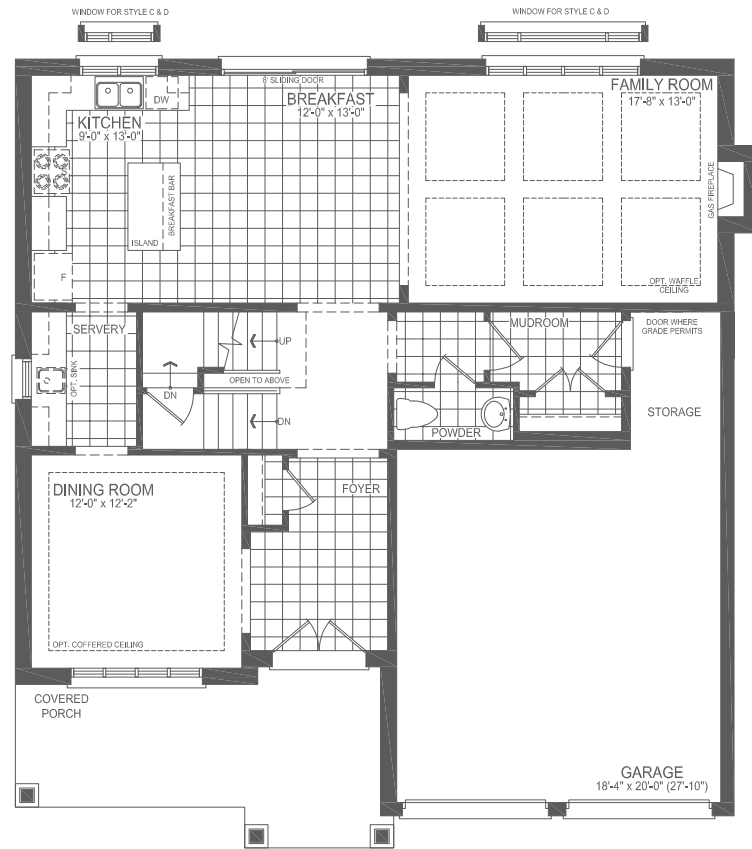 WINDOW FOR STYLE C & D
WINDOW FOR STYLE C & D
8' SLIDING DOOR
FAMILY ROOM
17'-8" x 13'-0"
BREAKFAST
12'-0" x 13'-0"
DW
KITCHEN
9'-0" x 13'-0"
BREAKFAST BAR
ISLAND
GAS FIREPLACE
F
OPT. WAFFLE
CEILING
SERVERY
OPT. SINK
UP
OPEN TO ABOVE
DN
DN
MUDROOM
DOOR WHERE
GRADE PERMITS
STORAGE
POWDER
DINING ROOM
12'-0" x 12'-2"
FOYER
OPT. COFFERED CEILING
COVERED
PORCH
GARAGE
18'-4" x 20'-0" (27'-10")